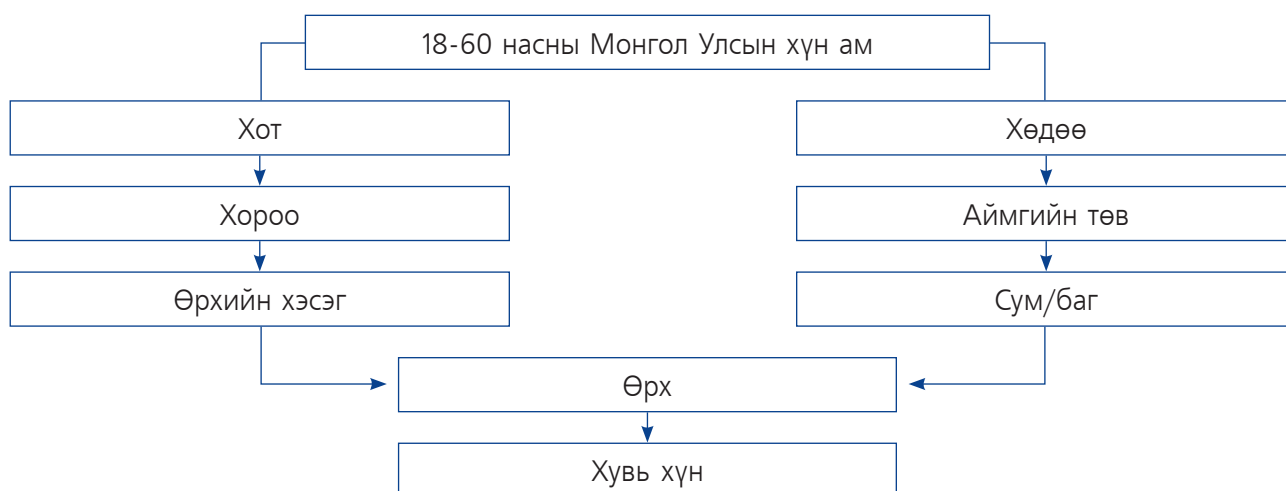 18-60 насны Монгол Улсын хүн ам
Хот
Хөдөө
Хороо
Аймгийн төв
Өрхийн хэсэг
Сум/баг
Өрх
Хувь хүн